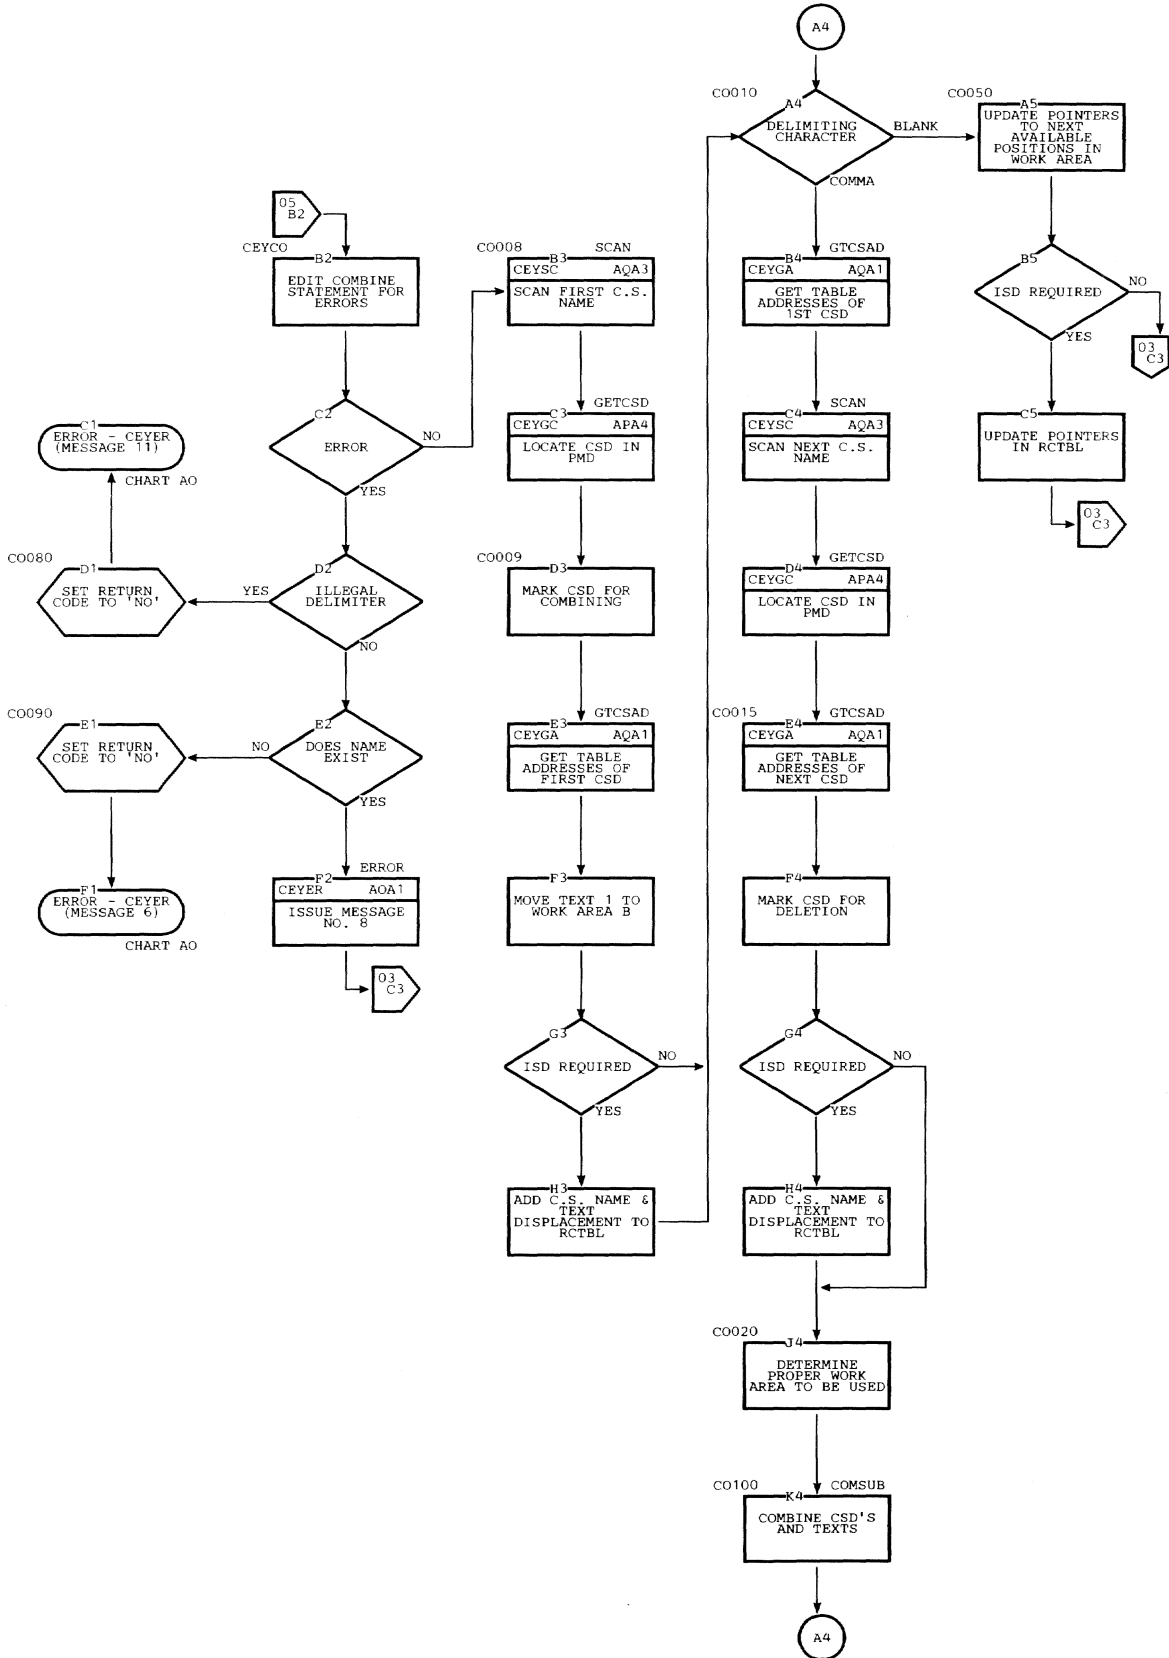 A4
CO010
A4
DELIMITING
CHARACTER
BLANK
COMMA
CO050
A5
UPDATE POINTERS
TO NEXT
AVAILABLE
POSITIONS IN
WORK AREA
05
B2
CEYCO
B2
EDIT COMBINE
STATEMENT FOR
ERRORS
CO008
SCAN
B3
CEYSC AQA3
SCAN FIRST C.S.
NAME
GTCSAD
B4
CEYGA AQA1
GET TABLE
ADDRESSES OF
1ST CSD
B5
ISD REQUIRED
NO
YES
03
C3
C1
ERROR - CEYER
(MESSAGE 11)
CHART AO
C2
ERROR
NO
YES
GETCSD
C3
CEYGC APA4
LOCATE CSD IN
PMD
SCAN
C4
CEYSC AQA3
SCAN NEXT C.S.
NAME
C5
UPDATE POINTERS
IN RCTBL
03
C3
CO080
D1
SET RETURN
CODE TO 'NO'
YES
D2
ILLEGAL
DELIMITER
NO
CO009
D3
MARK CSD FOR
COMBINING
GETCSD
D4
CEYGC APA4
LOCATE CSD IN
PMD
CO090
E1
SET RETURN
CODE TO 'NO'
NO
E2
DOES NAME
EXIST
YES
GTCSAD
E3
CEYGA AQA1
GET TABLE
ADDRESSES OF
FIRST CSD
CO015
GTCSAD
E4
CEYGA AQA1
GET TABLE
ADDRESSES OF
NEXT CSD
F1
ERROR - CEYER
(MESSAGE 6)
CHART AO
ERROR
F2
CEYER AOA1
ISSUE MESSAGE
NO. 8
03
C3
F3
MOVE TEXT 1 TO
WORK AREA B
F4
MARK CSD FOR
DELETION
G3
ISD REQUIRED
NO
YES
G4
ISD REQUIRED
NO
YES
H3
ADD C.S. NAME &
TEXT
DISPLACEMENT TO
RCTBL
H4
ADD C.S. NAME &
TEXT
DISPLACEMENT TO
RCTBL
CO020
J4
DETERMINE
PROPER WORK
AREA TO BE USED
CO100
COMSUB
K4
COMBINE CSD'S
AND TEXTS
A4